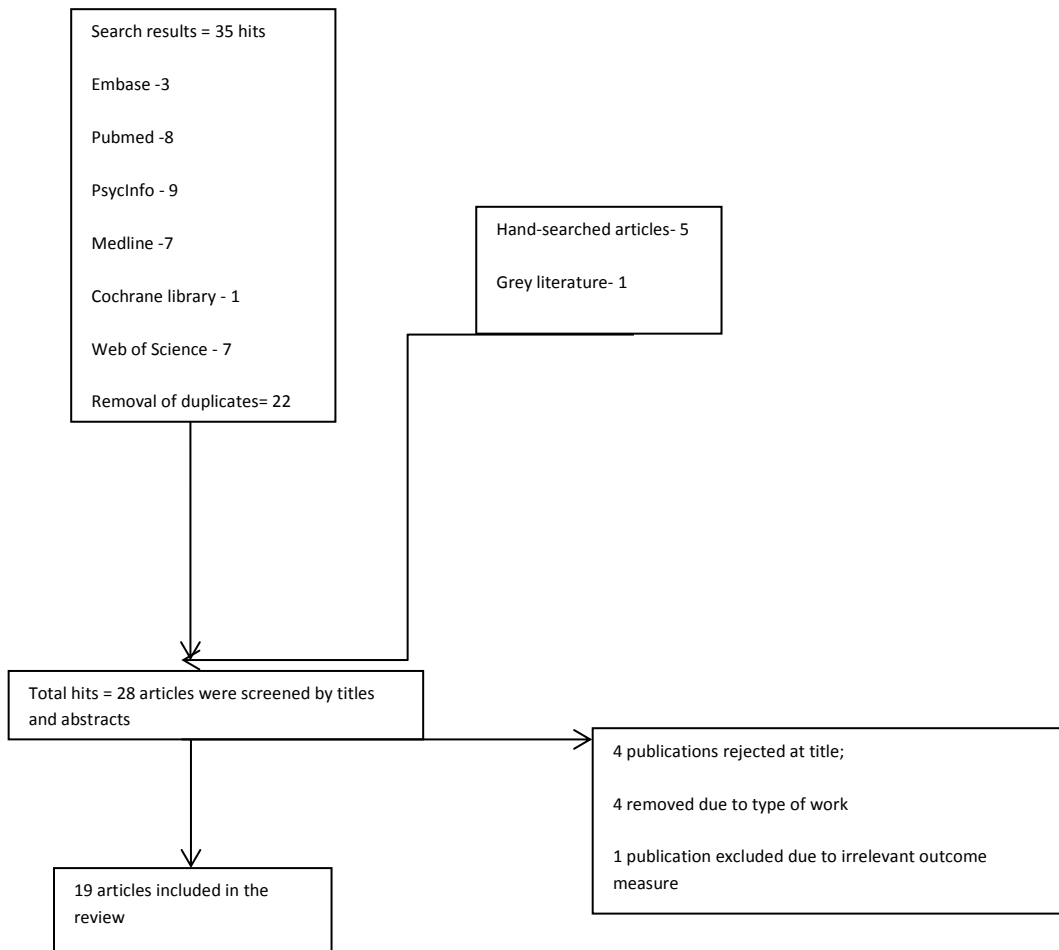 Search results = 35 hits
Embase -3
Pubmed -8
PsycInfo - 9
Medline -7
Cochrane library - 1
Web of Science - 7
Removal of duplicates= 22
Hand-searched articles- 5
Grey literature- 1
Total hits = 28 articles were screened by titles
and abstracts
4 publications rejected at title;
4 removed due to type of work
1 publication excluded due to irrelevant outcome
measure
19 articles included in the
review